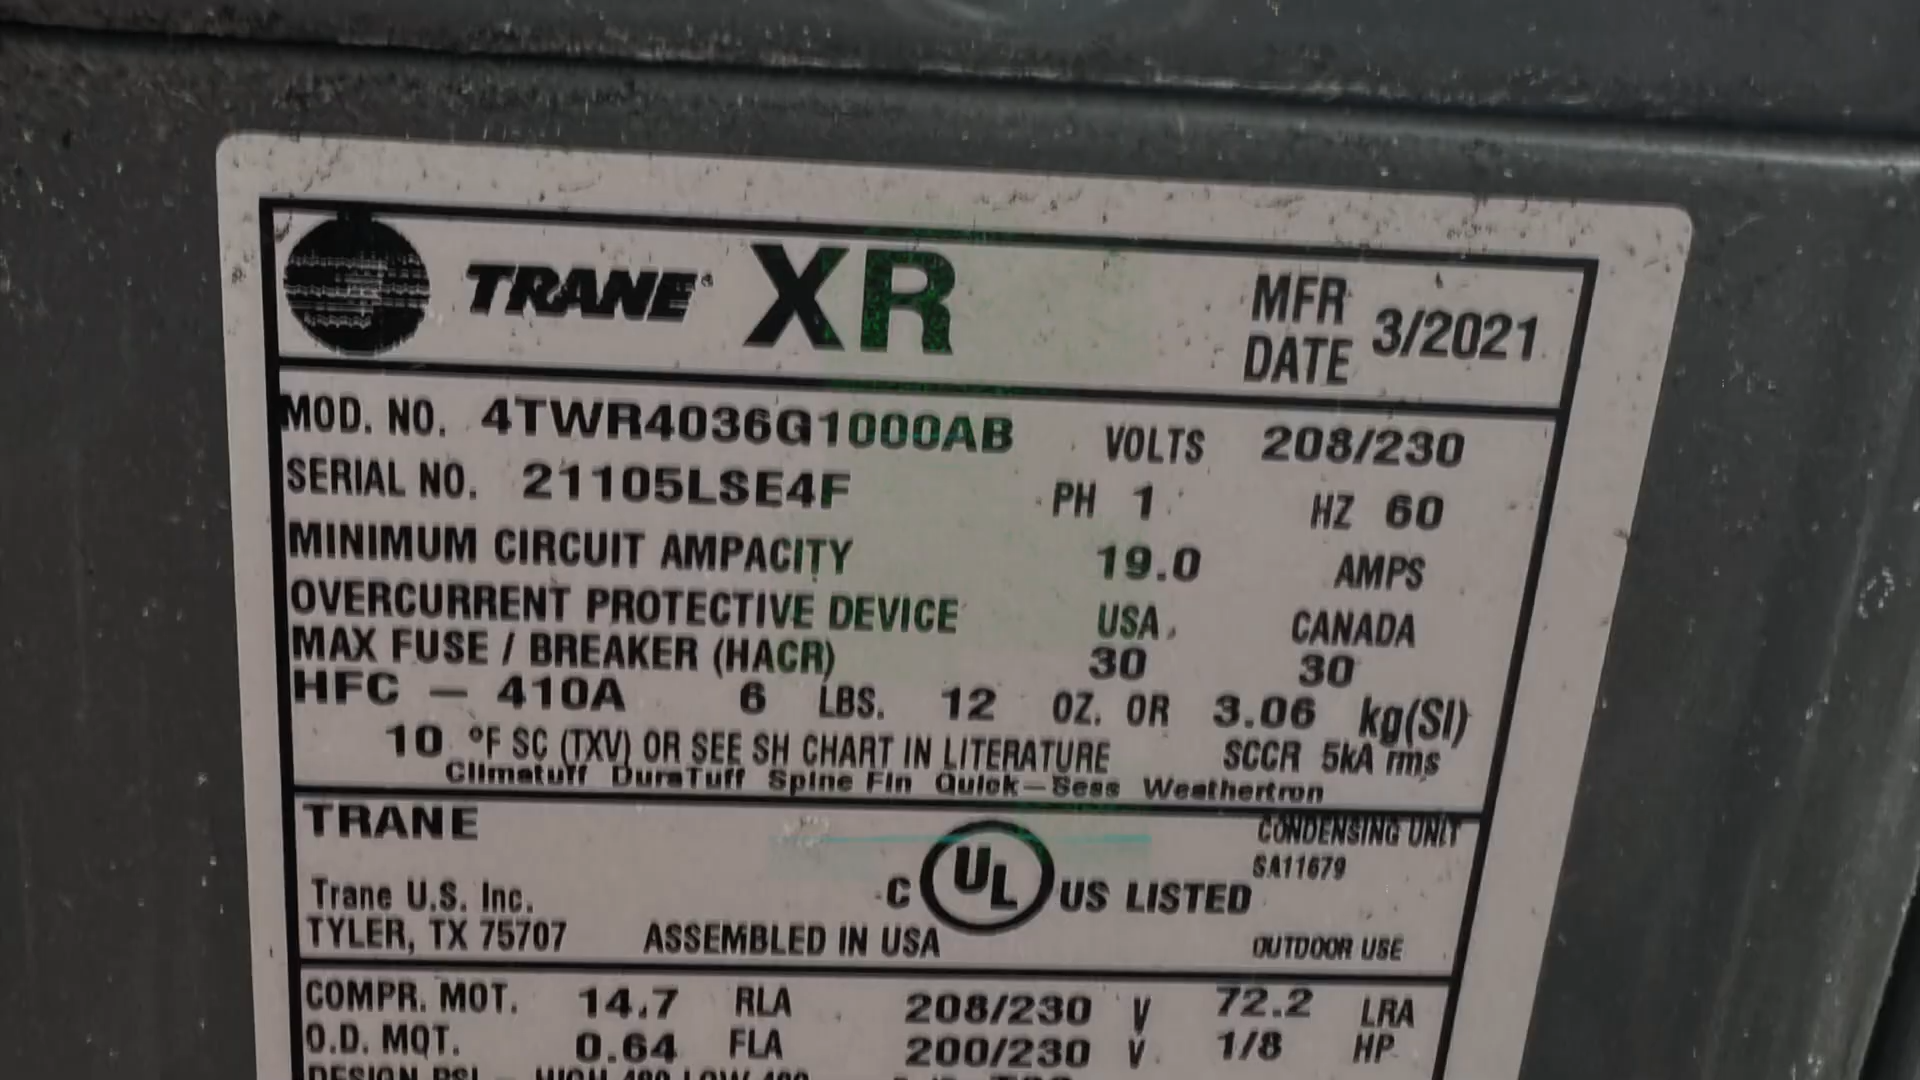 TRANE XR MFR DATE 3/2021
MOD. NO. 4TWR4036G1000AB VOLTS 208/230
SERIAL NO. 21105LSE4F PH 1 HZ 60
MINIMUM CIRCUIT AMPACITY 19.0 AMPS
OVERCURRENT PROTECTIVE DEVICE USA CANADA
MAX FUSE / BREAKER (HACR) 30 30
HFC - 410A 6 LBS. 12 OZ. OR 3.06 kg(SI)
10 °F SC (TXV) OR SEE SH CHART IN LITERATURE SCCR 5kA rms
Climatuff DuraTuff Spine Fin Quick-Sess Weathertron
TRANE CONDENSING UNIT
SA11679
Trane U.S. Inc. C UL US LISTED
TYLER, TX 75707 ASSEMBLED IN USA OUTDOOR USE
COMPR. MOT. 14.7 RLA 208/230 V 72.2 LRA
O.D. MOT. 0.64 FLA 200/230 V 1/8 HP
DESIGN PSI - HIGH